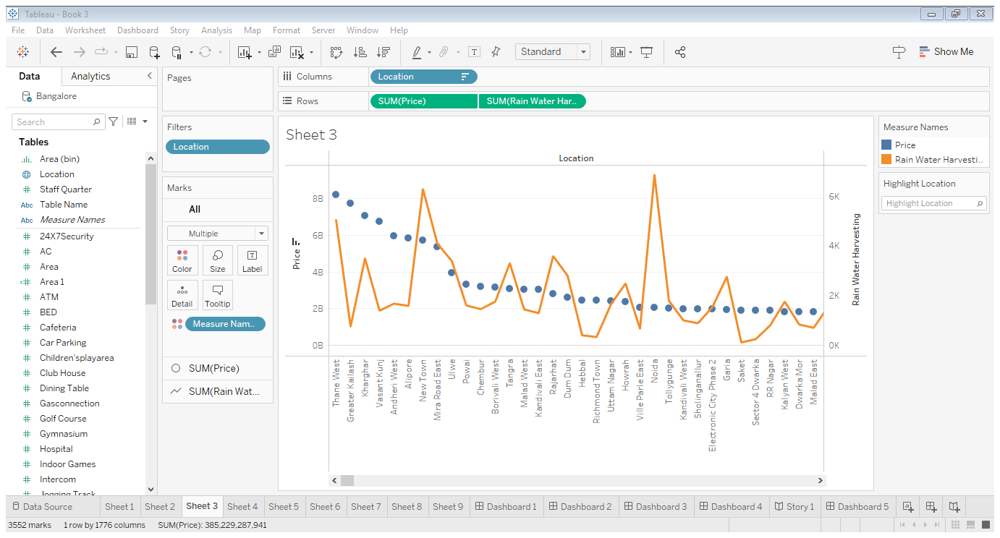 Tableau - Book 3
File Data Worksheet Dashboard Story Analysis Map Format Server Window Help
Standard
Show Me
Data Analytics
Bangalore
Search
Tables
Area (bin)
Location
Staff Quarter
Abc Table Name
Abc Measure Names
24X7Security
AC
Area
Area 1
ATM
BED
Cafeteria
Car Parking
Children'splayarea
Club House
Dining Table
Gasconnection
Golf Course
Gymnasium
Hospital
Indoor Games
Intercom
Jogging Track
Pages
Filters
Location
Marks
All
Multiple
Color Size Label
Detail Tooltip
Measure Nam..
SUM(Price)
SUM(Rain Wat...
Columns Location
Rows SUM(Price) SUM(Rain Water Har..
Sheet 3
Location
8B
6B
4B
2B
0B
Price
6K
4K
2K
0K
Rain Water Harvesting
Thane West
Greater Kailash
Kharghar
Vasant Kunj
Andheri West
Alipore
New Town
Mira Road East
Ulwe
Powai
Chembur
Borivali West
Tangra
Malad West
Kandivali East
Rajarhat
Dum Dum
Hebbal
Richmond Town
Uttam Nagar
Howrah
Ville Parle East
Noida
Tollygunge
Kandivali West
Sholinganallur
Electronic City Phase 2
Garia
Saket
Sector 4 Dwarka
RR Nagar
Kalyan West
Dwarka Mor
Malad East
Measure Names
Price
Rain Water Harvesti..
Highlight Location
Highlight Location
Data Source Sheet 1 Sheet 2 Sheet 3 Sheet 4 Sheet 5 Sheet 6 Sheet 7 Sheet 8 Sheet 9 Dashboard 1 Dashboard 2 Dashboard 3 Dashboard 4 Story 1 Dashboard 5
3552 marks 1 row by 1776 columns SUM(Price): 385,229,287,941